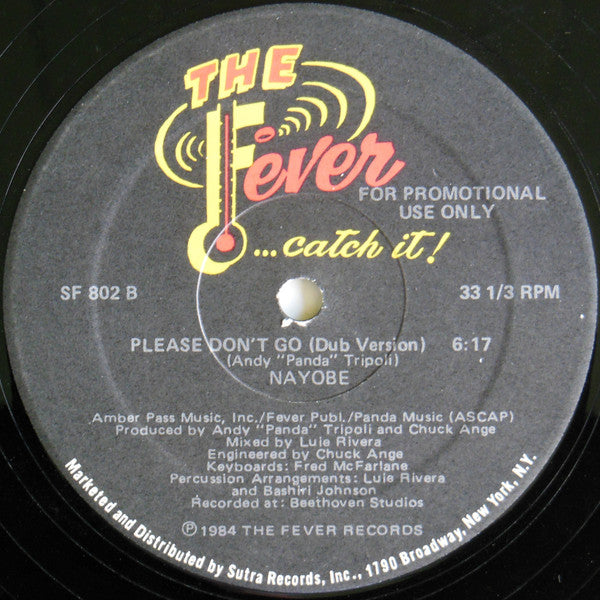 THE
Fever
FOR PROMOTIONAL
USE ONLY
...catch it!
SF 802 B
33 1/3 RPM
PLEASE DON'T GO (Dub Version) 6:17
(Andy "Panda" Tripoli)
NAYOBE
Amber Pass Music, Inc./Fever Publ./Panda Music (ASCAP)
Produced by Andy "Panda" Tripoli and Chuck Ange
Mixed by Luie Rivera
Engineered by Chuck Ange
Keyboards: Fred McFarlane
Percussion Arrangements: Luie Rivera
and Bashiri Johnson
Recorded at: Beethoven Studios
℗ 1984 THE FEVER RECORDS
Marketed and Distributed by Sutra Records, Inc., 1790 Broadway, New York, N.Y.